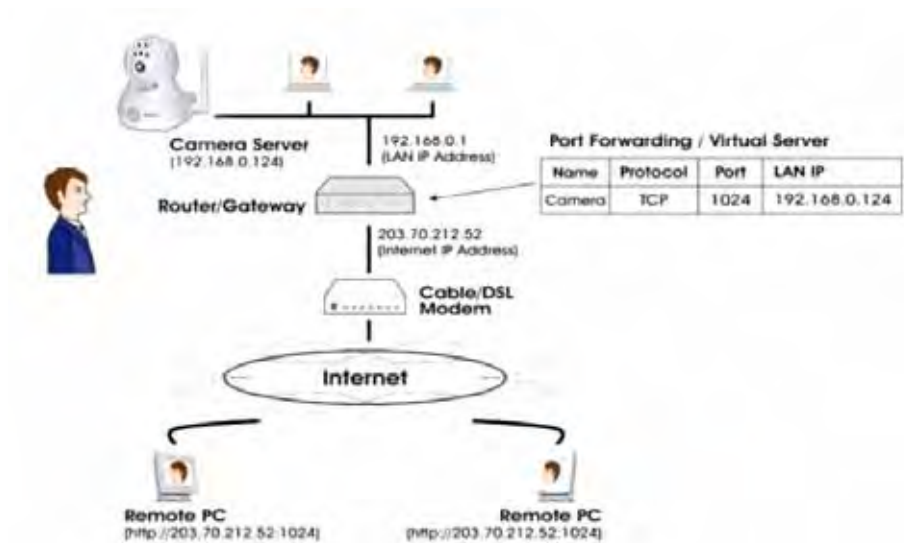 Camera Server
(192.168.0.124)
192.168.0.1
(LAN IP Address)
Port Forwarding / Virtual Server
Name Protocol Port LAN IP
Camera TCP 1024 192.168.0.124
Router/Gateway
203.70.212.52
(Internet IP Address)
Cable/DSL
Modem
Internet
Remote PC
(http://203.70.212.52:1024)
Remote PC
(http://203.70.212.52:1024)